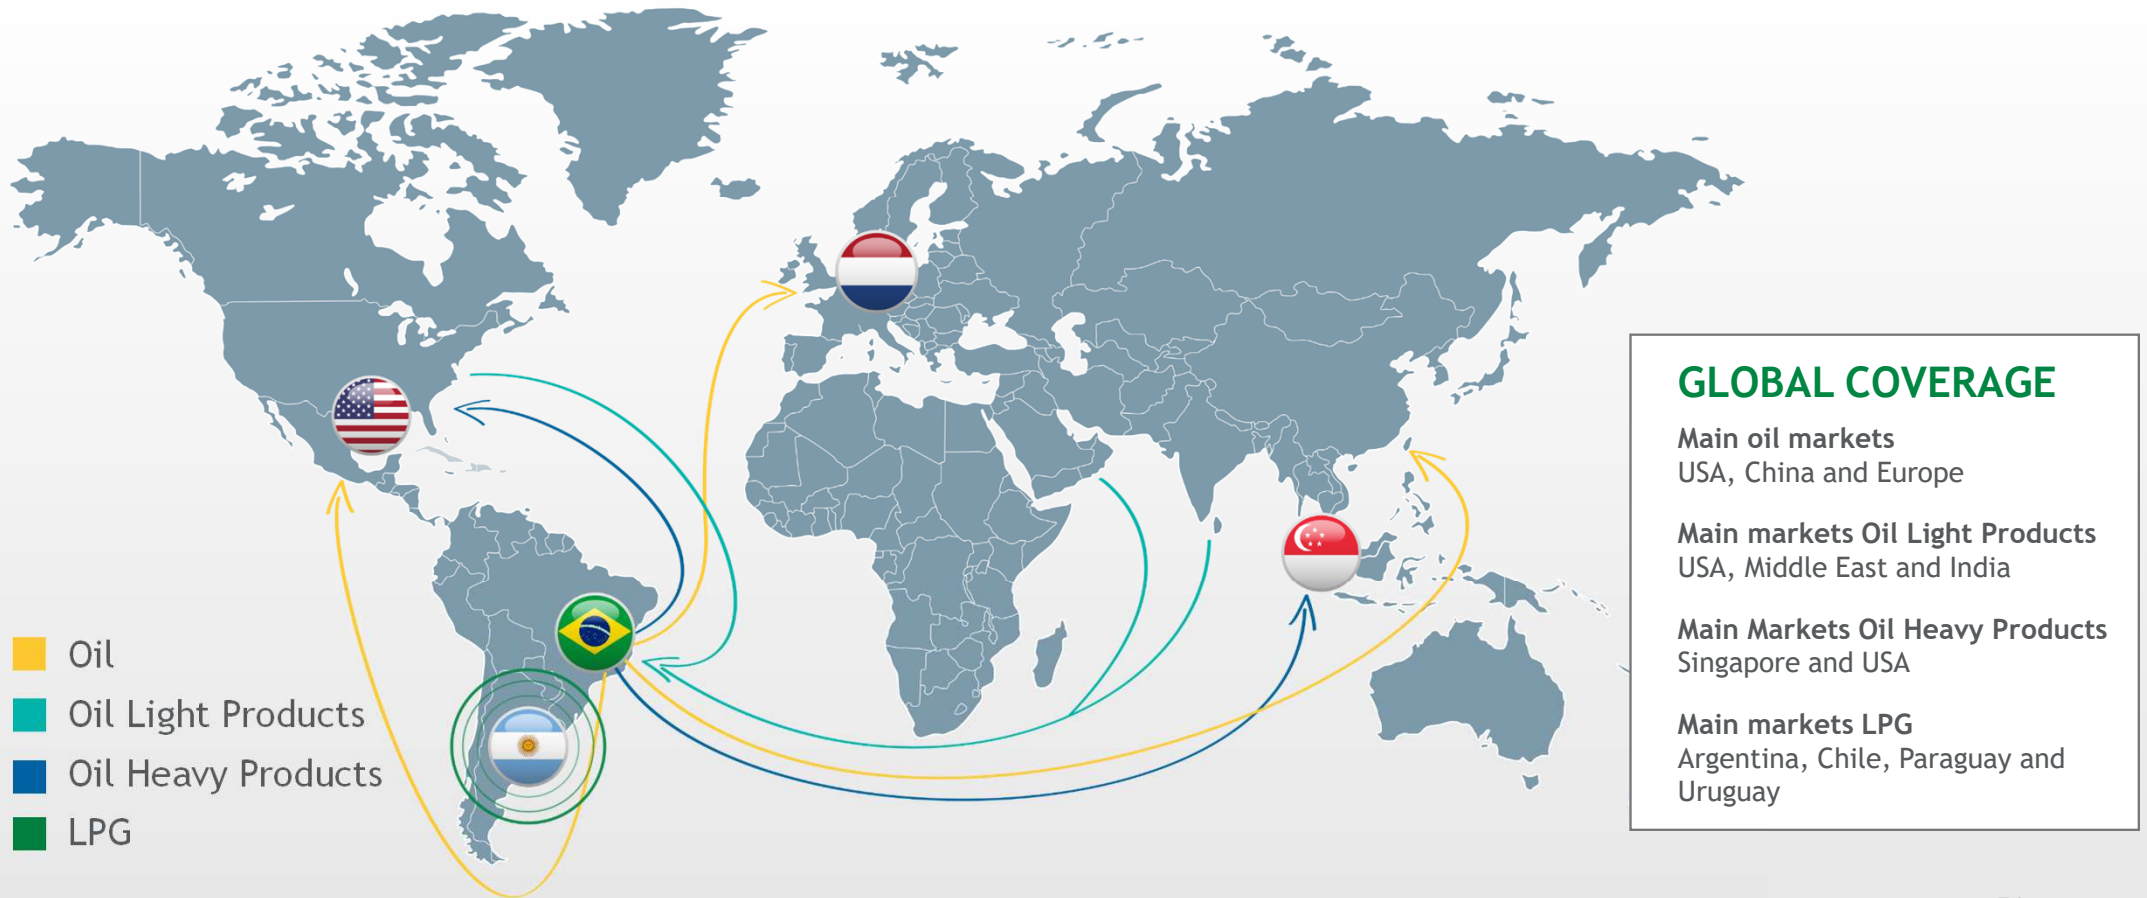 Oil
Oil Light Products
Oil Heavy Products
LPG
GLOBAL COVERAGE
Main oil markets
USA, China and Europe
Main markets Oil Light Products
USA, Middle East and India
Main Markets Oil Heavy Products
Singapore and USA
Main markets LPG
Argentina, Chile, Paraguay and
Uruguay